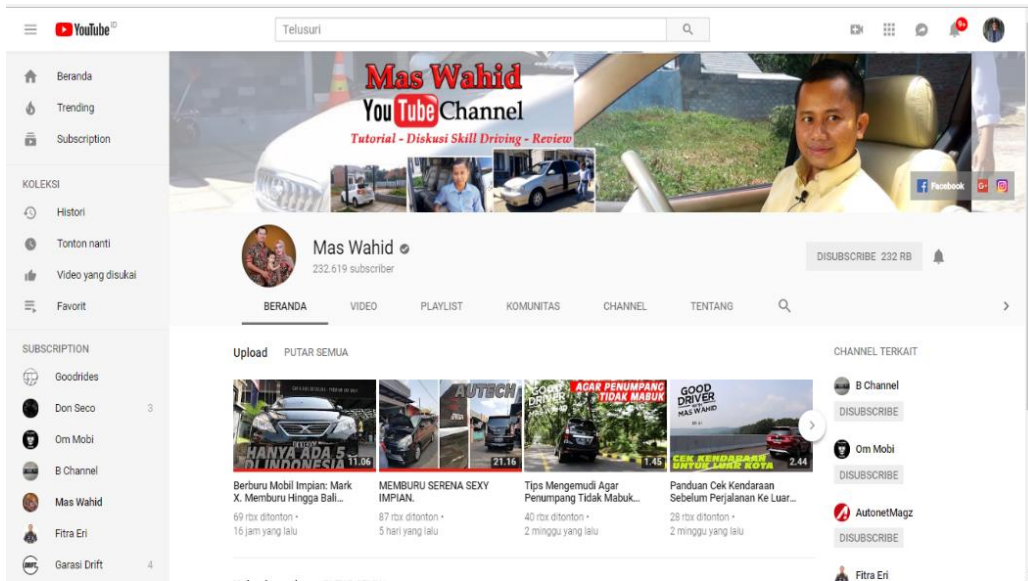 YouTube ID
Telusuri
9+
Beranda
Trending
Subscription
KOLEKSI
Histori
Tonton nanti
Video yang disukai
Favorit
SUBSCRIPTION
Goodrides
Don Seco 3
Om Mobi
B Channel
Mas Wahid
Fitra Eri
Garasi Drift 4
Mas Wahid
YouTube Channel
Tutorial - Diskusi Skill Driving - Review
Facebook G+
Mas Wahid
232.619 subscriber
DISUBSCRIBE 232 RB
BERANDA VIDEO PLAYLIST KOMUNITAS CHANNEL TENTANG
Upload PUTAR SEMUA
HANYA ADA 5
DI INDONESIA
11.06
Berburu Mobil Impian: Mark
X. Memburu Hingga Bali...
69 rbx ditonton •
16 jam yang lalu
AUTECH
21.16
MEMBURU SERENA SEXY
IMPIAN.
87 rbx ditonton •
5 hari yang lalu
GOOD
DRIVER
AGAR PENUMPANG
TIDAK MABUK
1.45
Tips Mengemudi Agar
Penumpang Tidak Mabuk...
40 rbx ditonton •
2 minggu yang lalu
GOOD
DRIVER
MAS WAHID
CEK KENDARAAN
UNTUK LUAR KOTA
2.44
Panduan Cek Kendaraan
Sebelum Perjalanan Ke Luar...
28 rbx ditonton •
2 minggu yang lalu
CHANNEL TERKAIT
B Channel
DISUBSCRIBE
Om Mobi
DISUBSCRIBE
AutonetMagz
DISUBSCRIBE
Fitra Eri